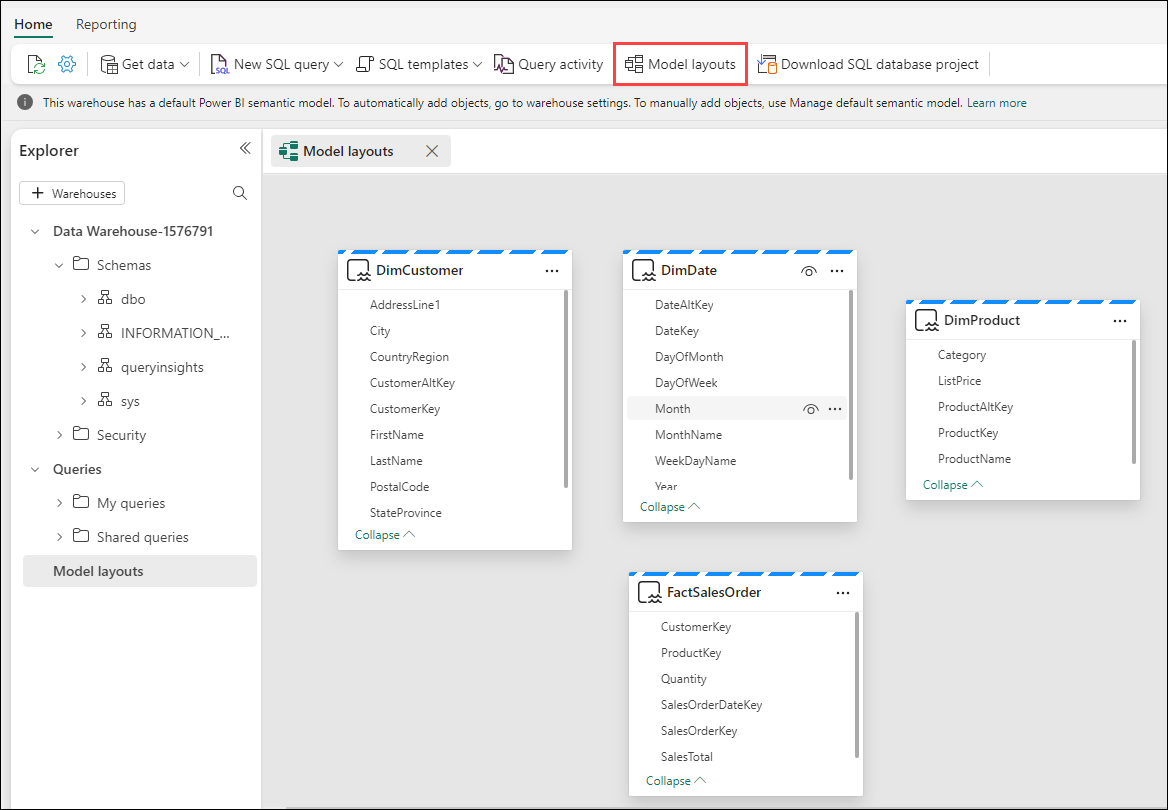 Home Reporting
Get data New SQL query SQL templates Query activity Model layouts Download SQL database project
This warehouse has a default Power BI semantic model. To automatically add objects, go to warehouse settings. To manually add objects, use Manage default semantic model. Learn more
Explorer
+ Warehouses
Data Warehouse-1576791
Schemas
dbo
INFORMATION_...
queryinsights
sys
Security
Queries
My queries
Shared queries
Model layouts
Model layouts
DimCustomer
AddressLine1
City
CountryRegion
CustomerAltKey
CustomerKey
FirstName
LastName
PostalCode
StateProvince
Collapse
DimDate
DateAltKey
DateKey
DayOfMonth
DayOfWeek
Month
MonthName
WeekDayName
Year
Collapse
DimProduct
Category
ListPrice
ProductAltKey
ProductKey
ProductName
Collapse
FactSalesOrder
CustomerKey
ProductKey
Quantity
SalesOrderDateKey
SalesOrderKey
SalesTotal
Collapse